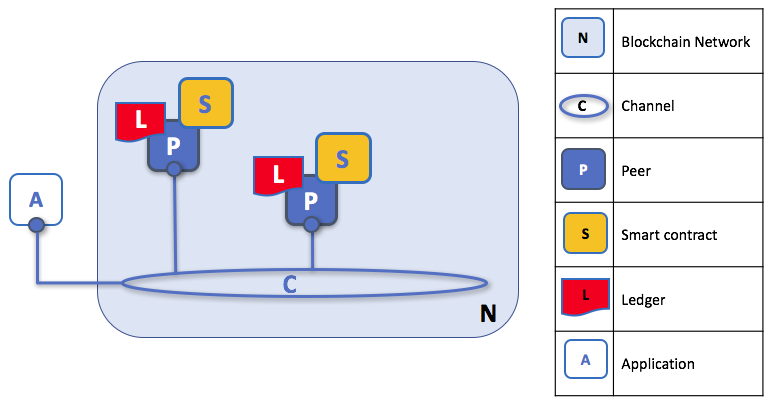 S
L
P
S
L
P
A
C
N
N Blockchain Network
C Channel
P Peer
S Smart contract
L Ledger
A Application